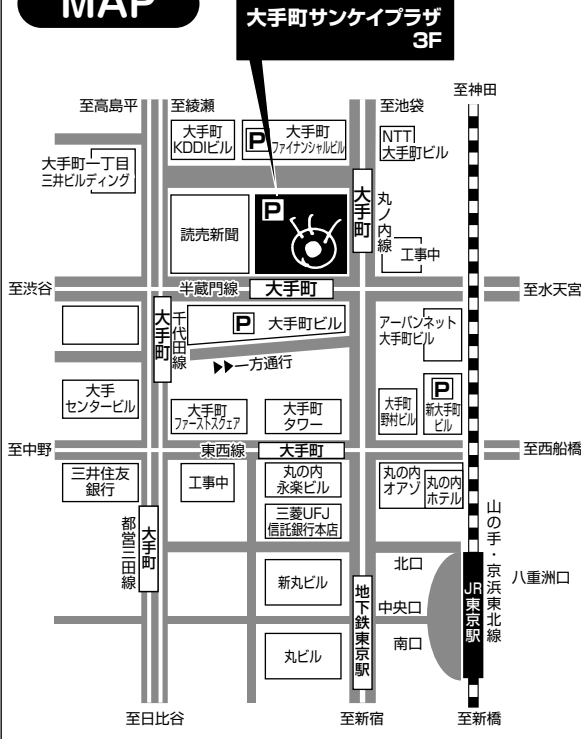 MAP
大手町サンケイプラザ
3F
至神田
至高島平
至綾瀬
至池袋
大手町
KDDIビル
P
大手町
ファイナンシャルビル
NTT
大手町ビル
大手町一丁目
三井ビルディング
大手町
丸ノ内線
読売新聞
P
工事中
至渋谷
半蔵門線
大手町
至水天宮
大手町
千代田線
P
大手町ビル
アーバンネット
大手町ビル
▶▶一方通行
大手
センタービル
大手町
ファーストスクェア
大手町
タワー
大手町
野村ビル
P
新大手町
ビル
至中野
東西線
大手町
至西船橋
三井住友
銀行
工事中
丸の内
永楽ビル
丸の内
オアゾ
丸の内
ホテル
都営三田線
大手町
三菱UFJ
信託銀行本店
山の手・京浜東北線
北口
新丸ビル
地下鉄東京駅
中央口
JR東京駅
八重洲口
南口
丸ビル
至日比谷
至新宿
至新橋